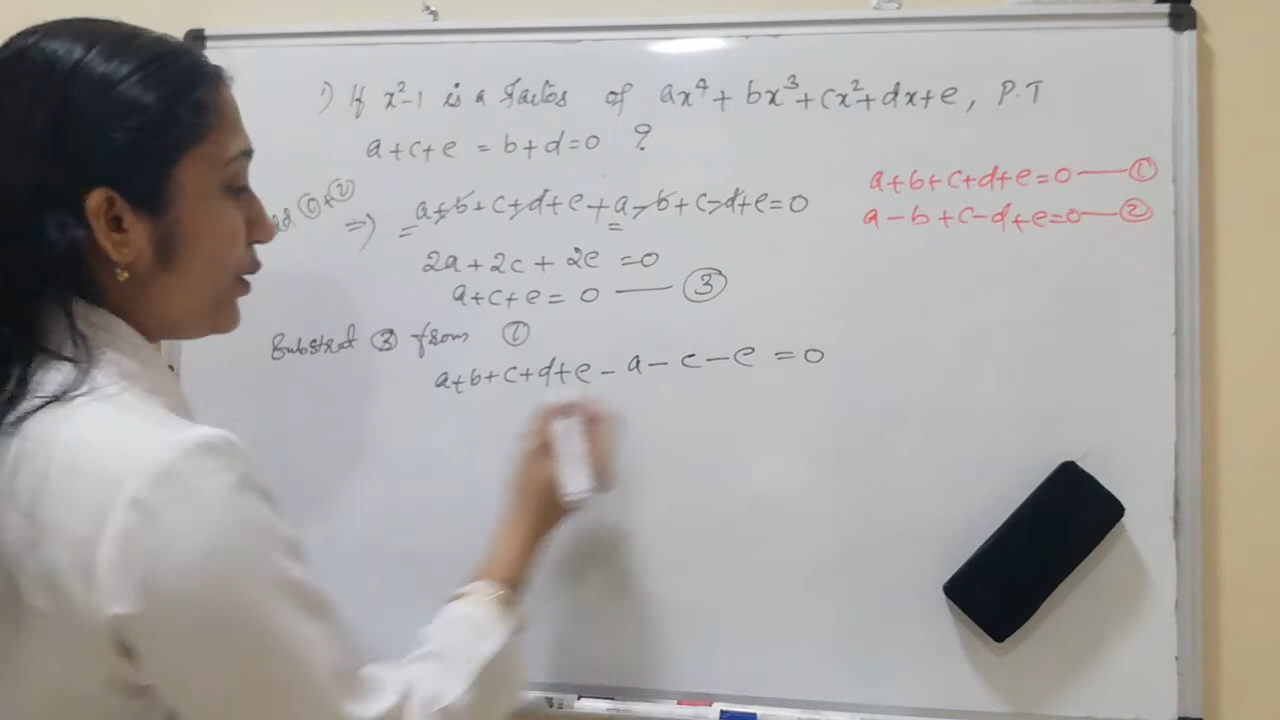 1) If x²-1 is a factor of ax⁴+bx³+cx²+dx+e, P.T
a+c+e = b+d=0 ?
a+b+c+d+e=0 — ①
a-b+c-d+e=0 — ②
① + ②
=> a+b+c+d+e+a-b+c-d+e=0
2a+2c+2e =0
a+c+e = 0 — ③
③ from ①
a+b+c+d+e-a-c-e =0